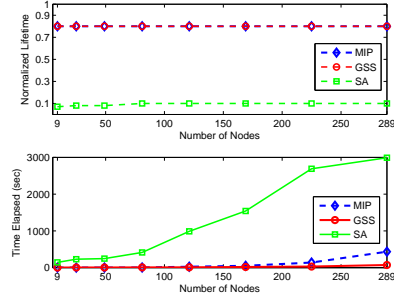 1
0.9
0.7
0.5
0.3
0.1
Normalized Lifetime
MIP
GSS
SA
9
50
100
150
200
250
289
Number of Nodes
3000
2000
1000
0
Time Elapsed (sec)
MIP
GSS
SA
9
50
100
150
200
250
289
Number of Nodes